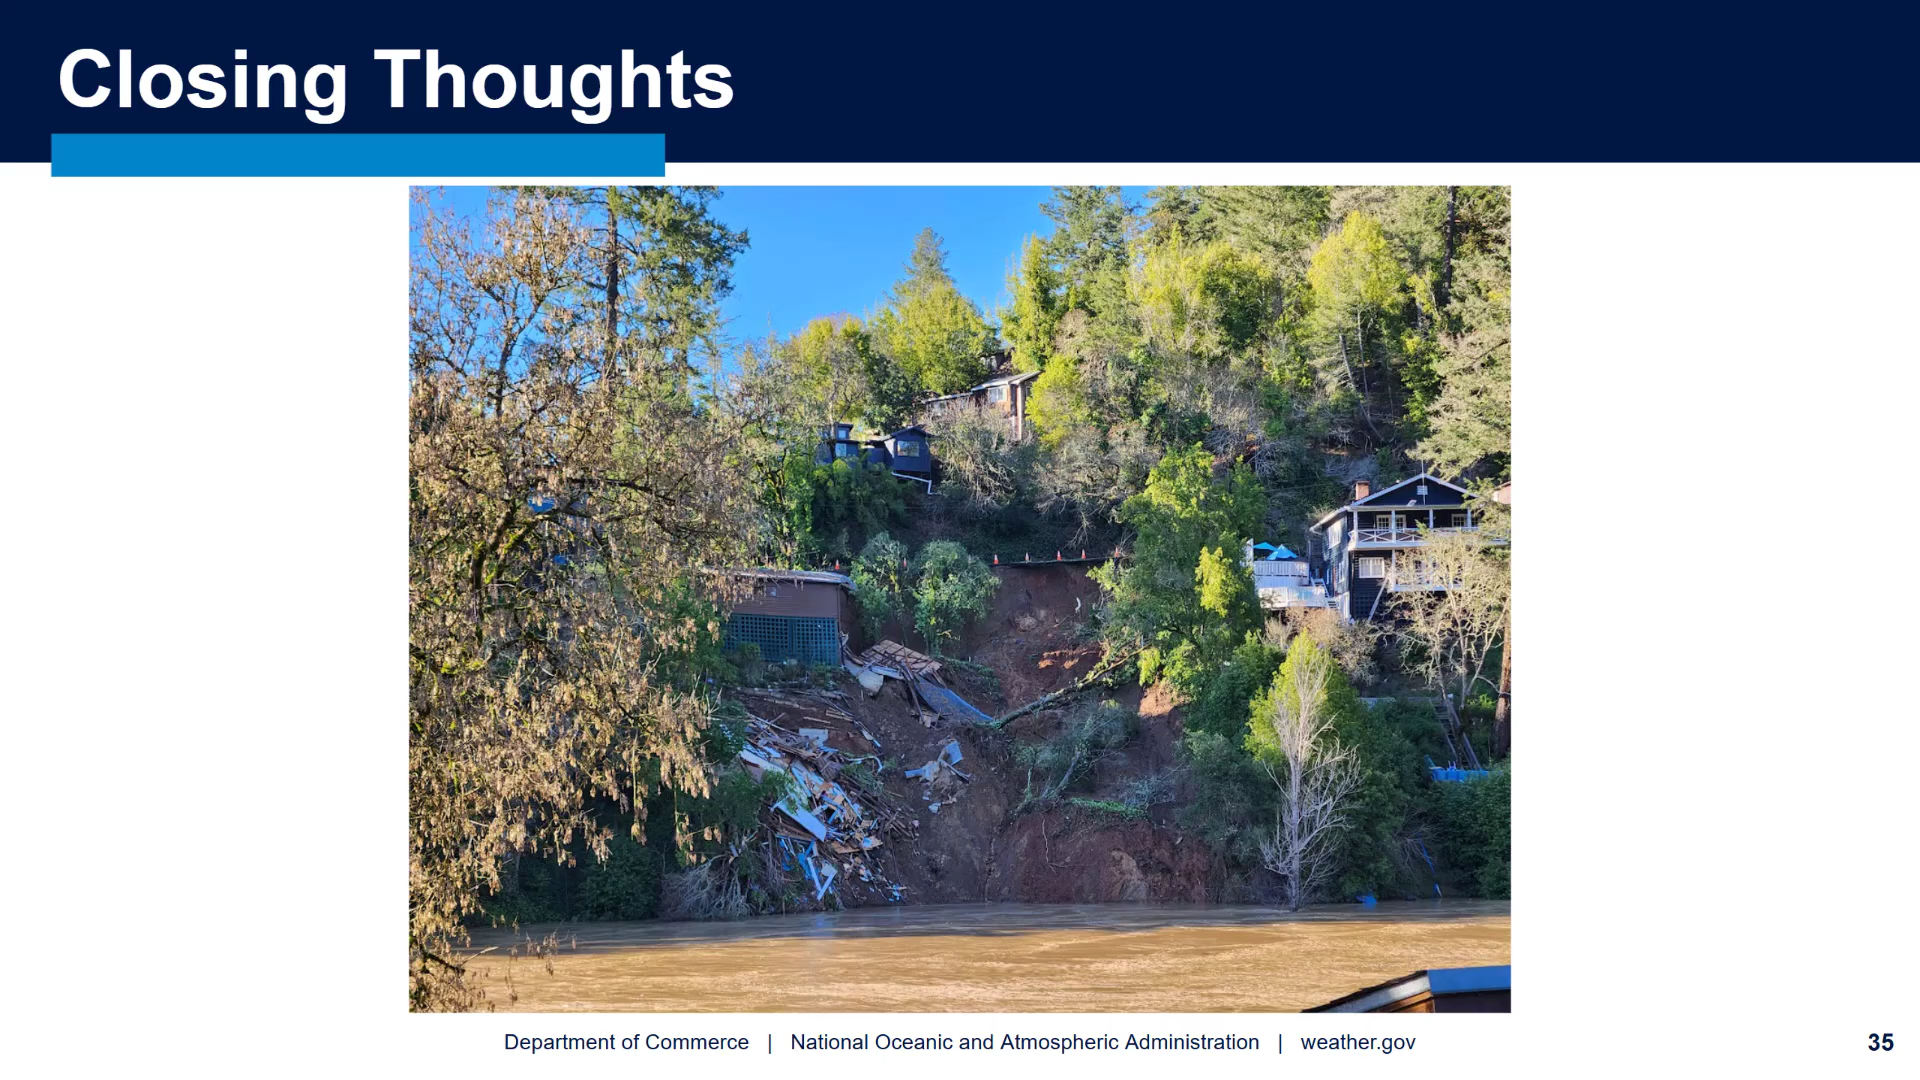 Closing Thoughts
Department of Commerce | National Oceanic and Atmospheric Administration | weather.gov
35